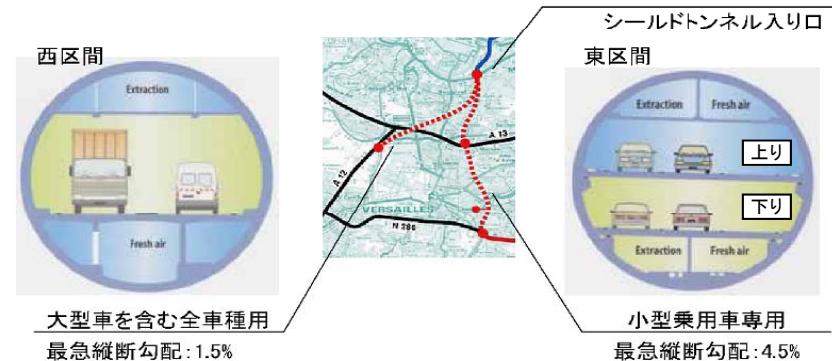 シールドトンネル入り口
西区間
東区間
Extraction
Extraction
Fresh air
上り
A 13
A 12
下り
VERSAILLES
N 286
Fresh air
Extraction
Fresh air
大型車を含む全車種用
小型乗用車専用
最急縦断勾配:1.5%
最急縦断勾配:4.5%